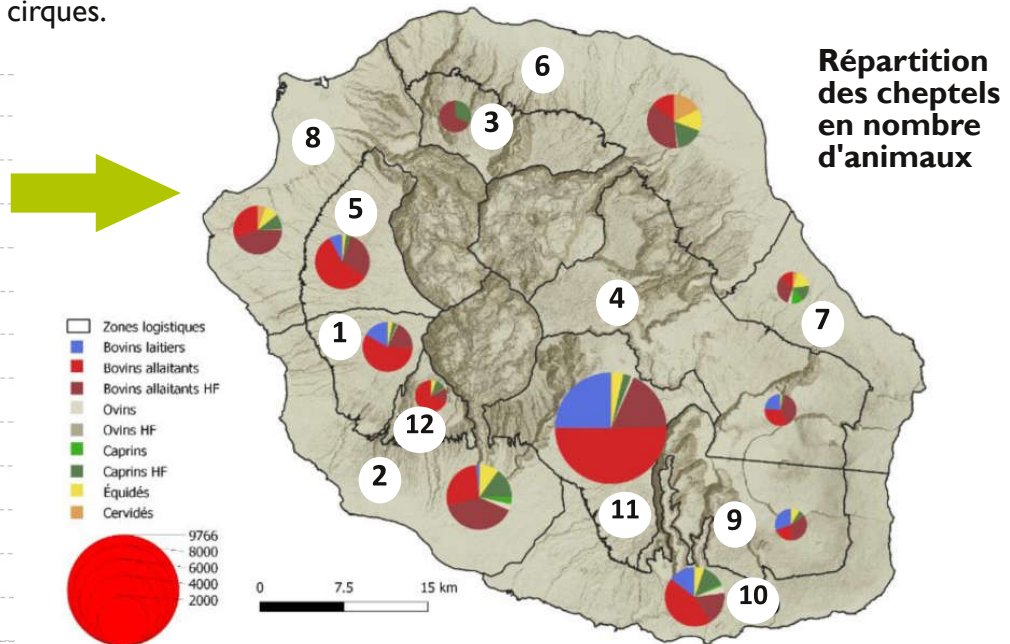 cirques.
Répartition
des cheptels
en nombre
d'animaux
6
3
8
5
4
7
1
12
2
11
9
10
Zones logistiques
Bovins laitiers
Bovins allaitants
Bovins allaitants HF
Ovins
Ovins HF
Caprins
Caprins HF
Équidés
Cervidés
9766
8000
6000
4000
2000
0 7.5 15 km